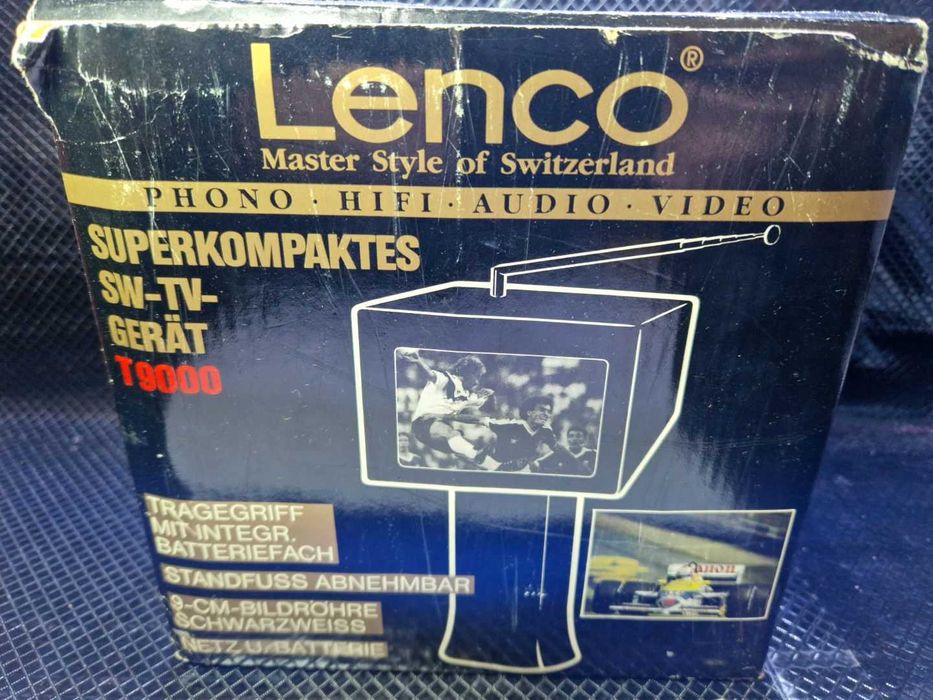 Lenco®
Master Style of Switzerland
PHONO · HIFI · AUDIO · VIDEO
SUPERKOMPAKTES
SW-TV-
GERÄT
T9000
TRAGEGRIFF
MIT INTEGR.
BATTERIEFACH
STANDFUSS ABNEHMBAR
9-CM-BILDRÖHRE
SCHWARZWEISS
NETZ U. BATTERIE
Canon